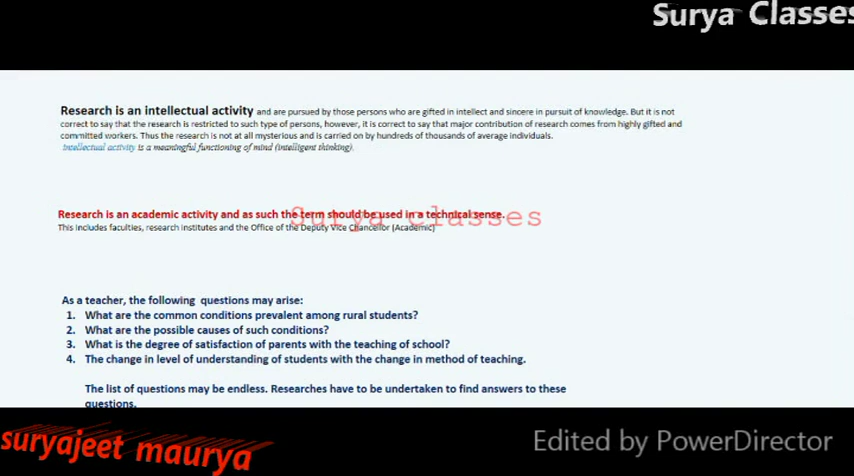 Surya Classes
Research is an intellectual activity and are pursued by those persons who are gifted in intellect and sincere in pursuit of knowledge. But it is not
correct to say that the research is restricted to such type of persons, however, it is correct to say that major contribution of research comes from highly gifted and
committed workers. Thus the research is not at all mysterious and is carried on by hundreds of thousands of average individuals.
Intellectual activity is a meaningful functioning of mind (intelligent thinking).
Research is an academic activity and as such the term should be used in a technical sense.
Surya classes
This includes faculties, research institutes and the Office of the Deputy Vice Chancellor (Academic)
As a teacher, the following questions may arise:
1. What are the common conditions prevalent among rural students?
2. What are the possible causes of such conditions?
3. What is the degree of satisfaction of parents with the teaching of school?
4. The change in level of understanding of students with the change in method of teaching.
The list of questions may be endless. Researches have to be undertaken to find answers to these
questions.
suryajeet maurya
Edited by PowerDirector